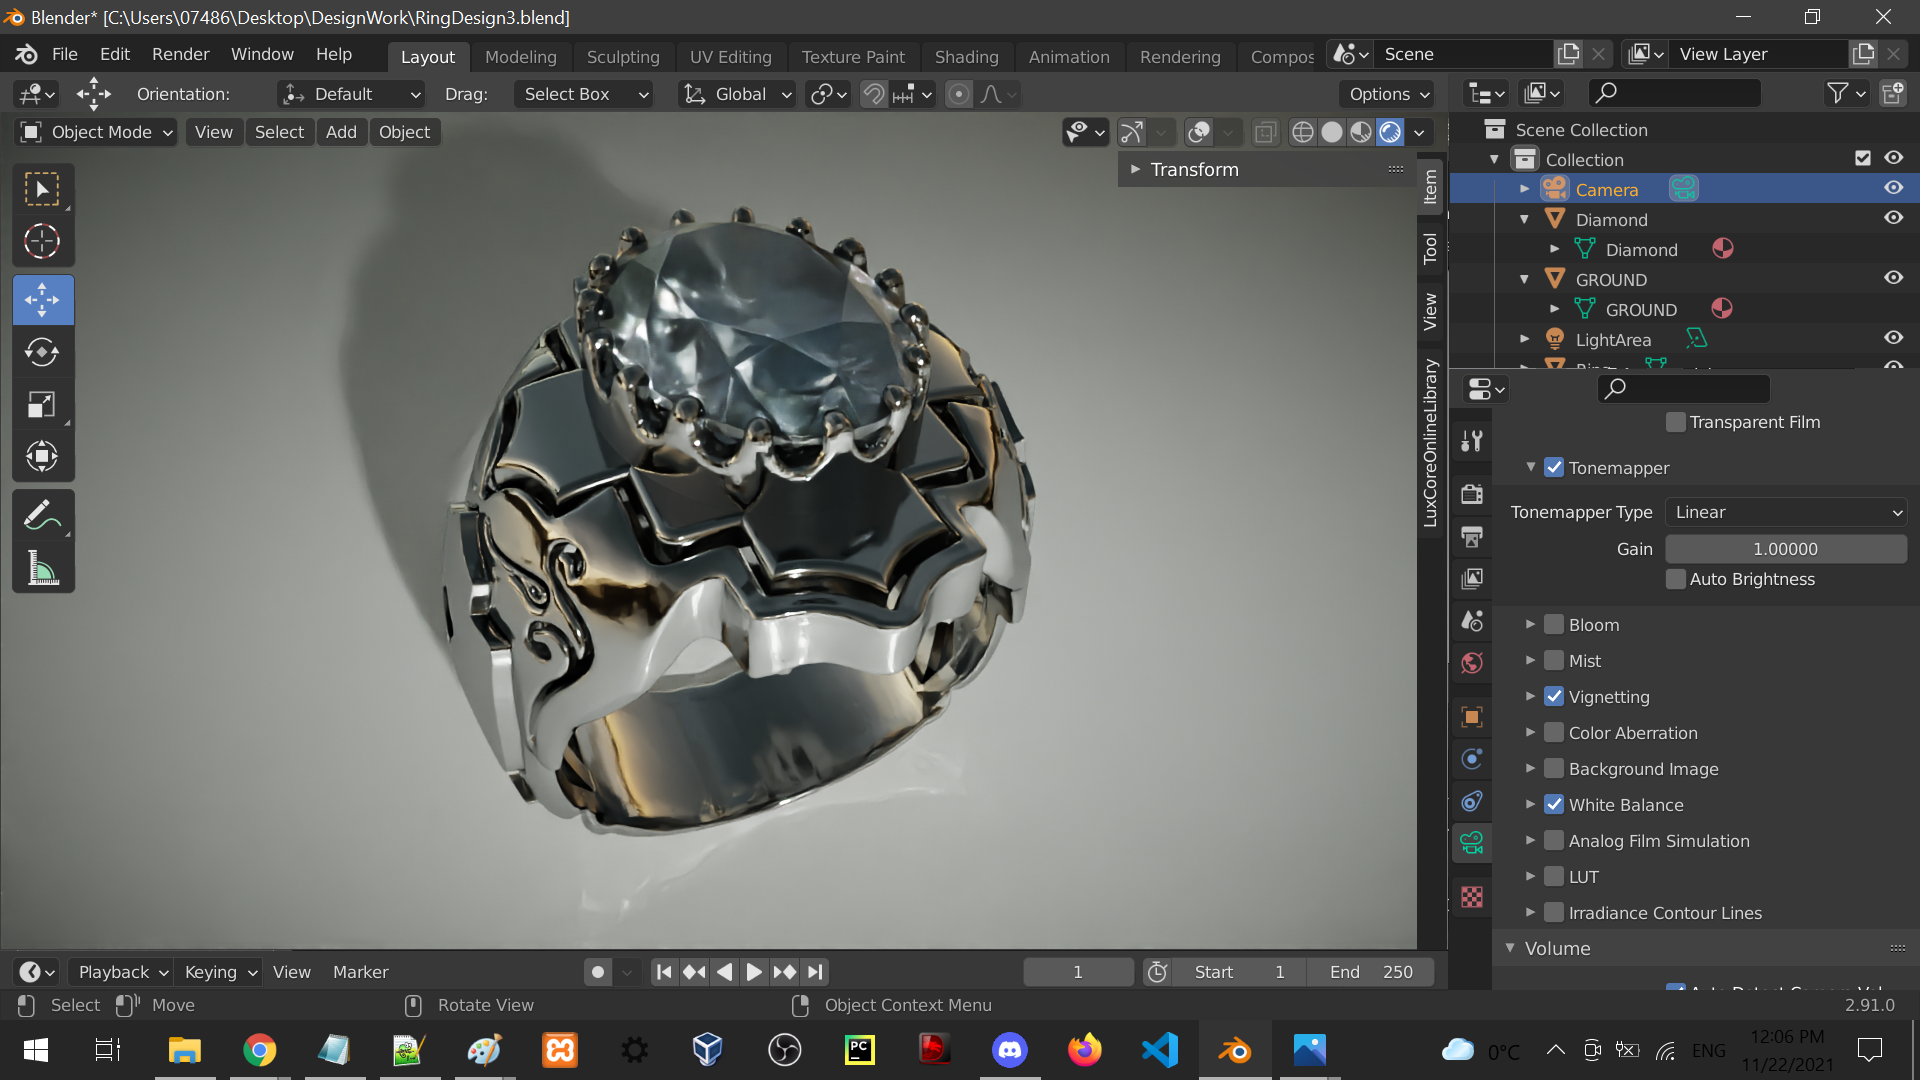 Blender* [C:\Users\07486\Desktop\DesignWork\RingDesign3.blend]
File Edit Render Window Help Layout Modeling Sculpting UV Editing Texture Paint Shading Animation Rendering Compos Scene View Layer
Orientation: Default Drag: Select Box Global Options
Object Mode View Select Add Object
Transform
Item
Tool
View
LuxCoreOnlineLibrary
Scene Collection
Collection
Camera
Diamond
Diamond
GROUND
GROUND
LightArea
Transparent Film
Tonemapper
Tonemapper Type Linear
Gain 1.00000
Auto Brightness
Bloom
Mist
Vignetting
Color Aberration
Background Image
White Balance
Analog Film Simulation
LUT
Irradiance Contour Lines
Volume
Playback Keying View Marker 1 Start 1 End 250
Select Move Rotate View Object Context Menu 2.91.0
PC
0°C ENG 12:06 PM
11/22/2021